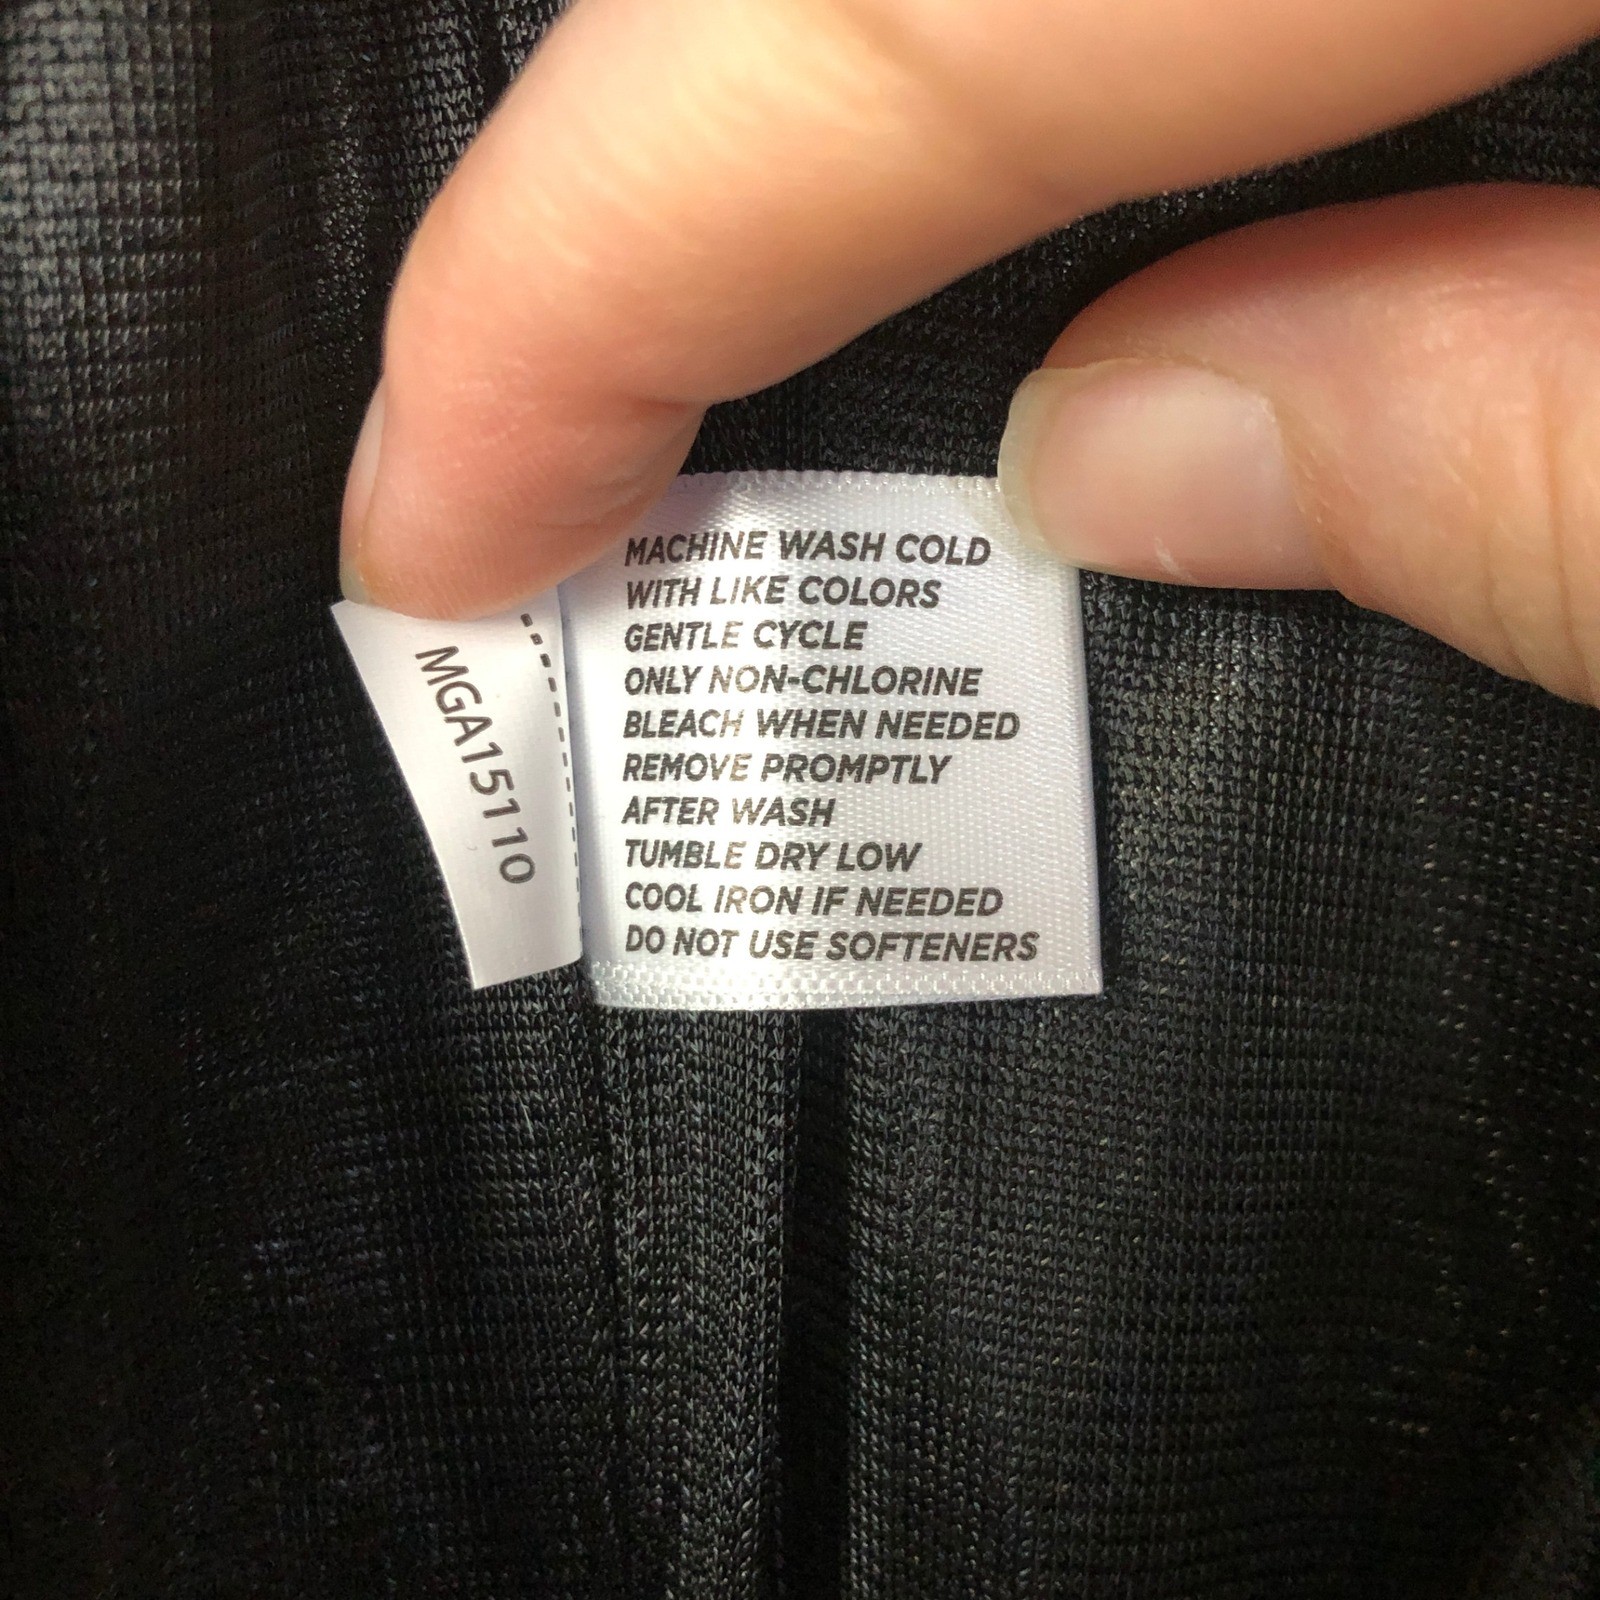 MGA15110
MACHINE WASH COLD
WITH LIKE COLORS
GENTLE CYCLE
ONLY NON-CHLORINE
BLEACH WHEN NEEDED
REMOVE PROMPTLY
AFTER WASH
TUMBLE DRY LOW
COOL IRON IF NEEDED
DO NOT USE SOFTENERS